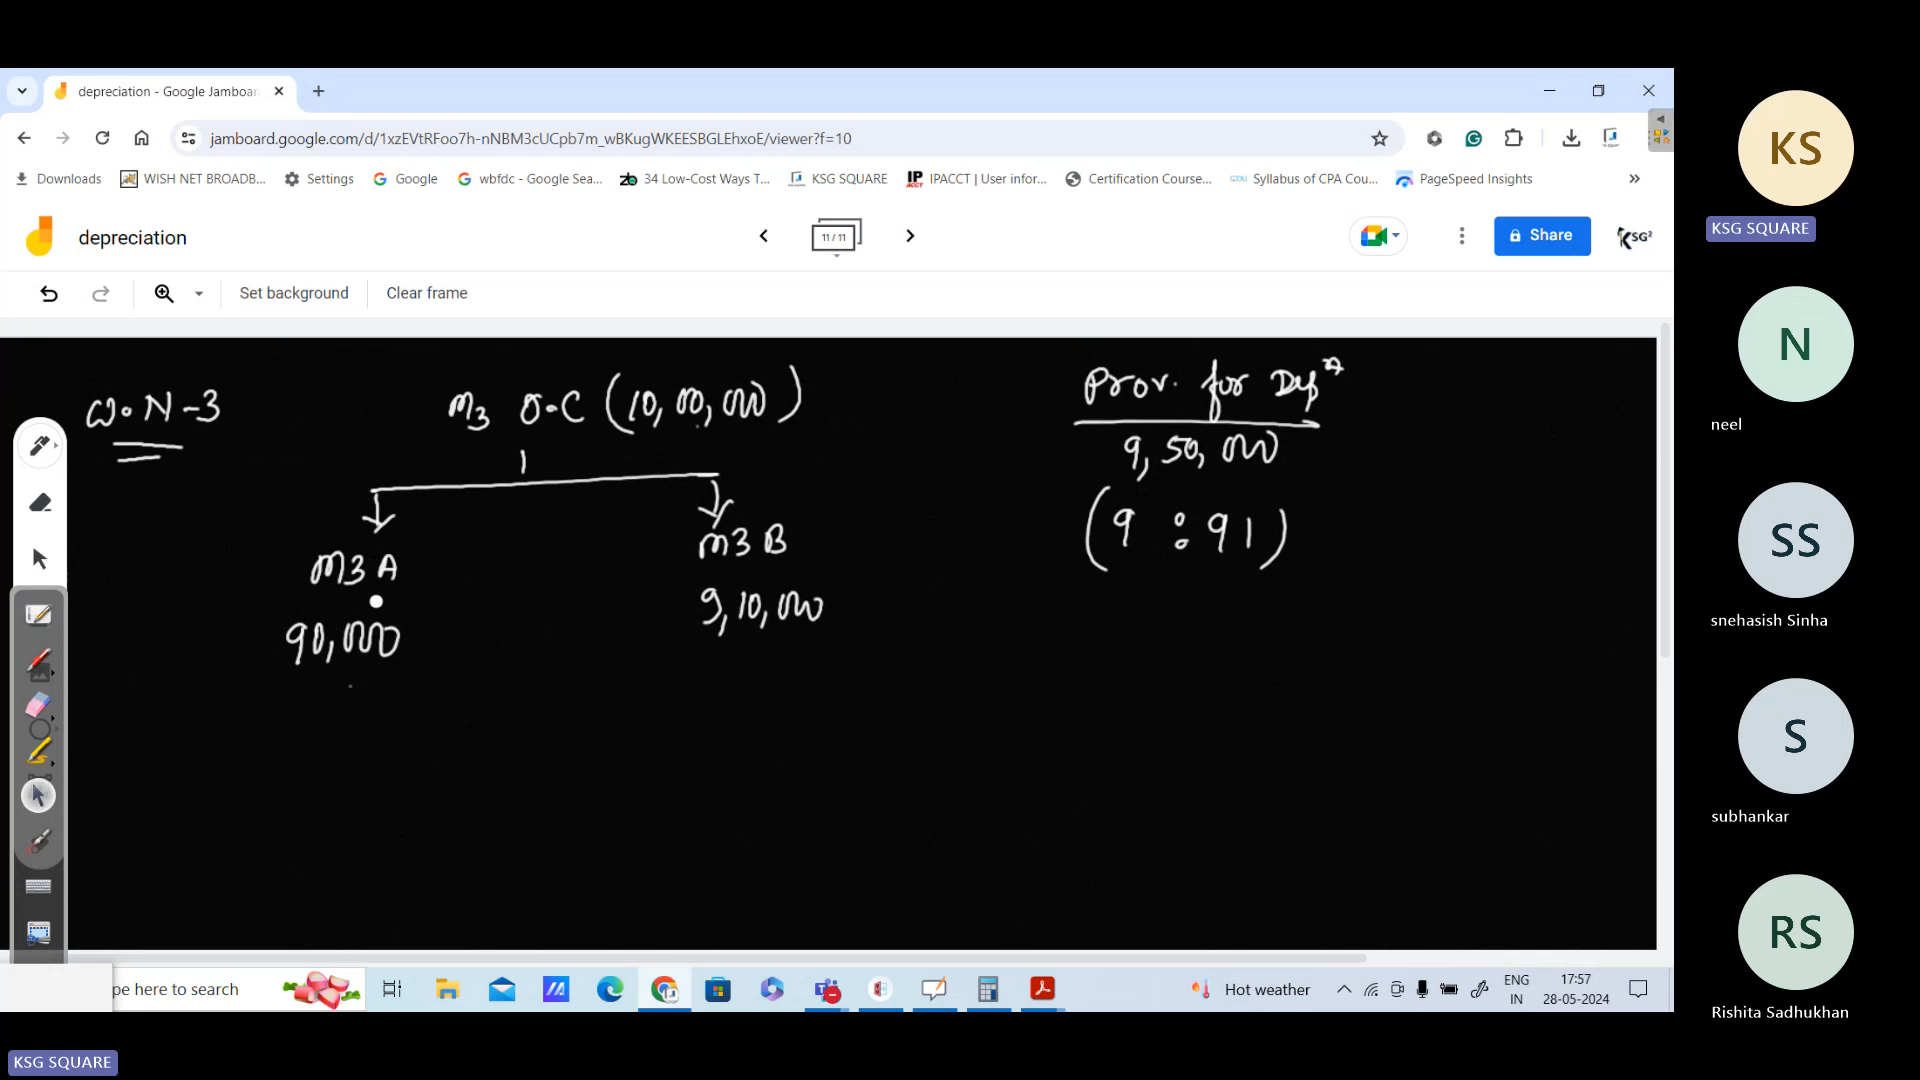 depreciation - Google Jamboar
jamboard.google.com/d/1xzEVtRFoo7h-nNBM3cUCpb7m_wBKugWKEESBGLEhxoE/viewer?f=10
Downloads WISH NET BROADB... Settings Google wbfdc - Google Sea... 34 Low-Cost Ways T... KSG SQUARE IPACCT | User infor... Certification Course... Syllabus of CPA Cou... PageSpeed Insights »
depreciation
11 / 11
Share
KSG²
Set background Clear frame
W.N-3
M3 O.C (10,00,000)
Prov. for Dep^n
9,50,000
(9 : 91)
M3 A
90,000
M3 B
9,10,000
pe here to search
Hot weather
ENG
IN
17:57
28-05-2024
KS
KSG SQUARE
N
neel
SS
snehasish Sinha
S
subhankar
RS
Rishita Sadhukhan
KSG SQUARE